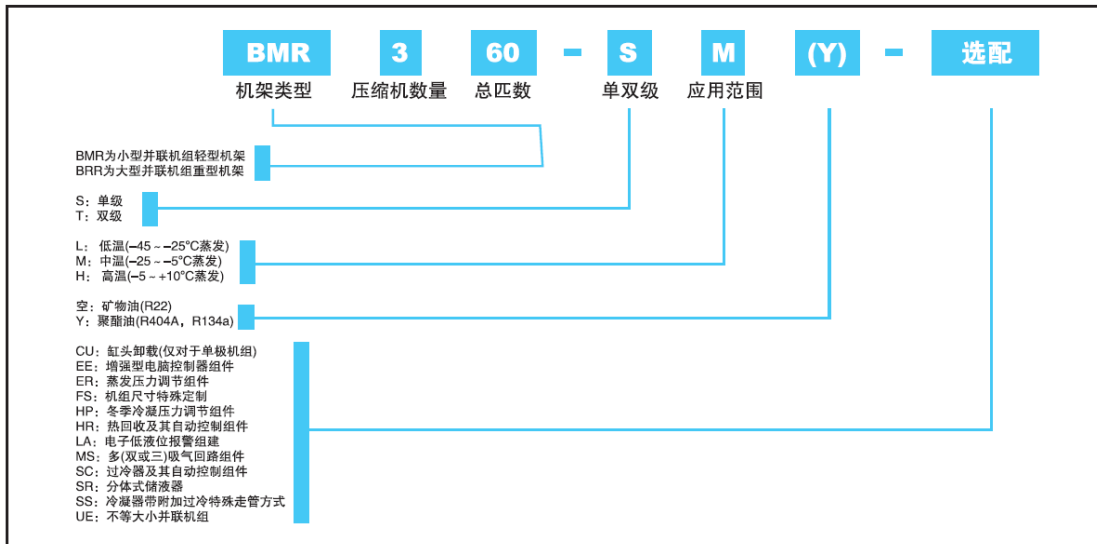 BMR 3 60 - S M (Y) - 选配
机架类型 压缩机数量 总匹数 单双级 应用范围
BMR为小型并联机组轻型机架
BRR为大型并联机组重型机架
S：单级
T：双级
L： 低温(–45 ~ –25°C蒸发)
M：中温(–25 ~ –5°C蒸发)
H： 高温(–5 ~ +10°C蒸发)
空：矿物油(R22)
Y：聚酯油(R404A，R134a)
CU：缸头卸载(仅对于单极机组)
EE：增强型电脑控制器组件
ER：蒸发压力调节组件
FS：机组尺寸特殊定制
HP：冬季冷凝压力调节组件
HR：热回收及其自动控制组件
LA：电子低液位报警组建
MS：多(双或三)吸气回路组件
SC：过冷器及其自动控制组件
SR：分体式储液器
SS：冷凝器带附加过冷特殊走管方式
UE：不等大小并联机组